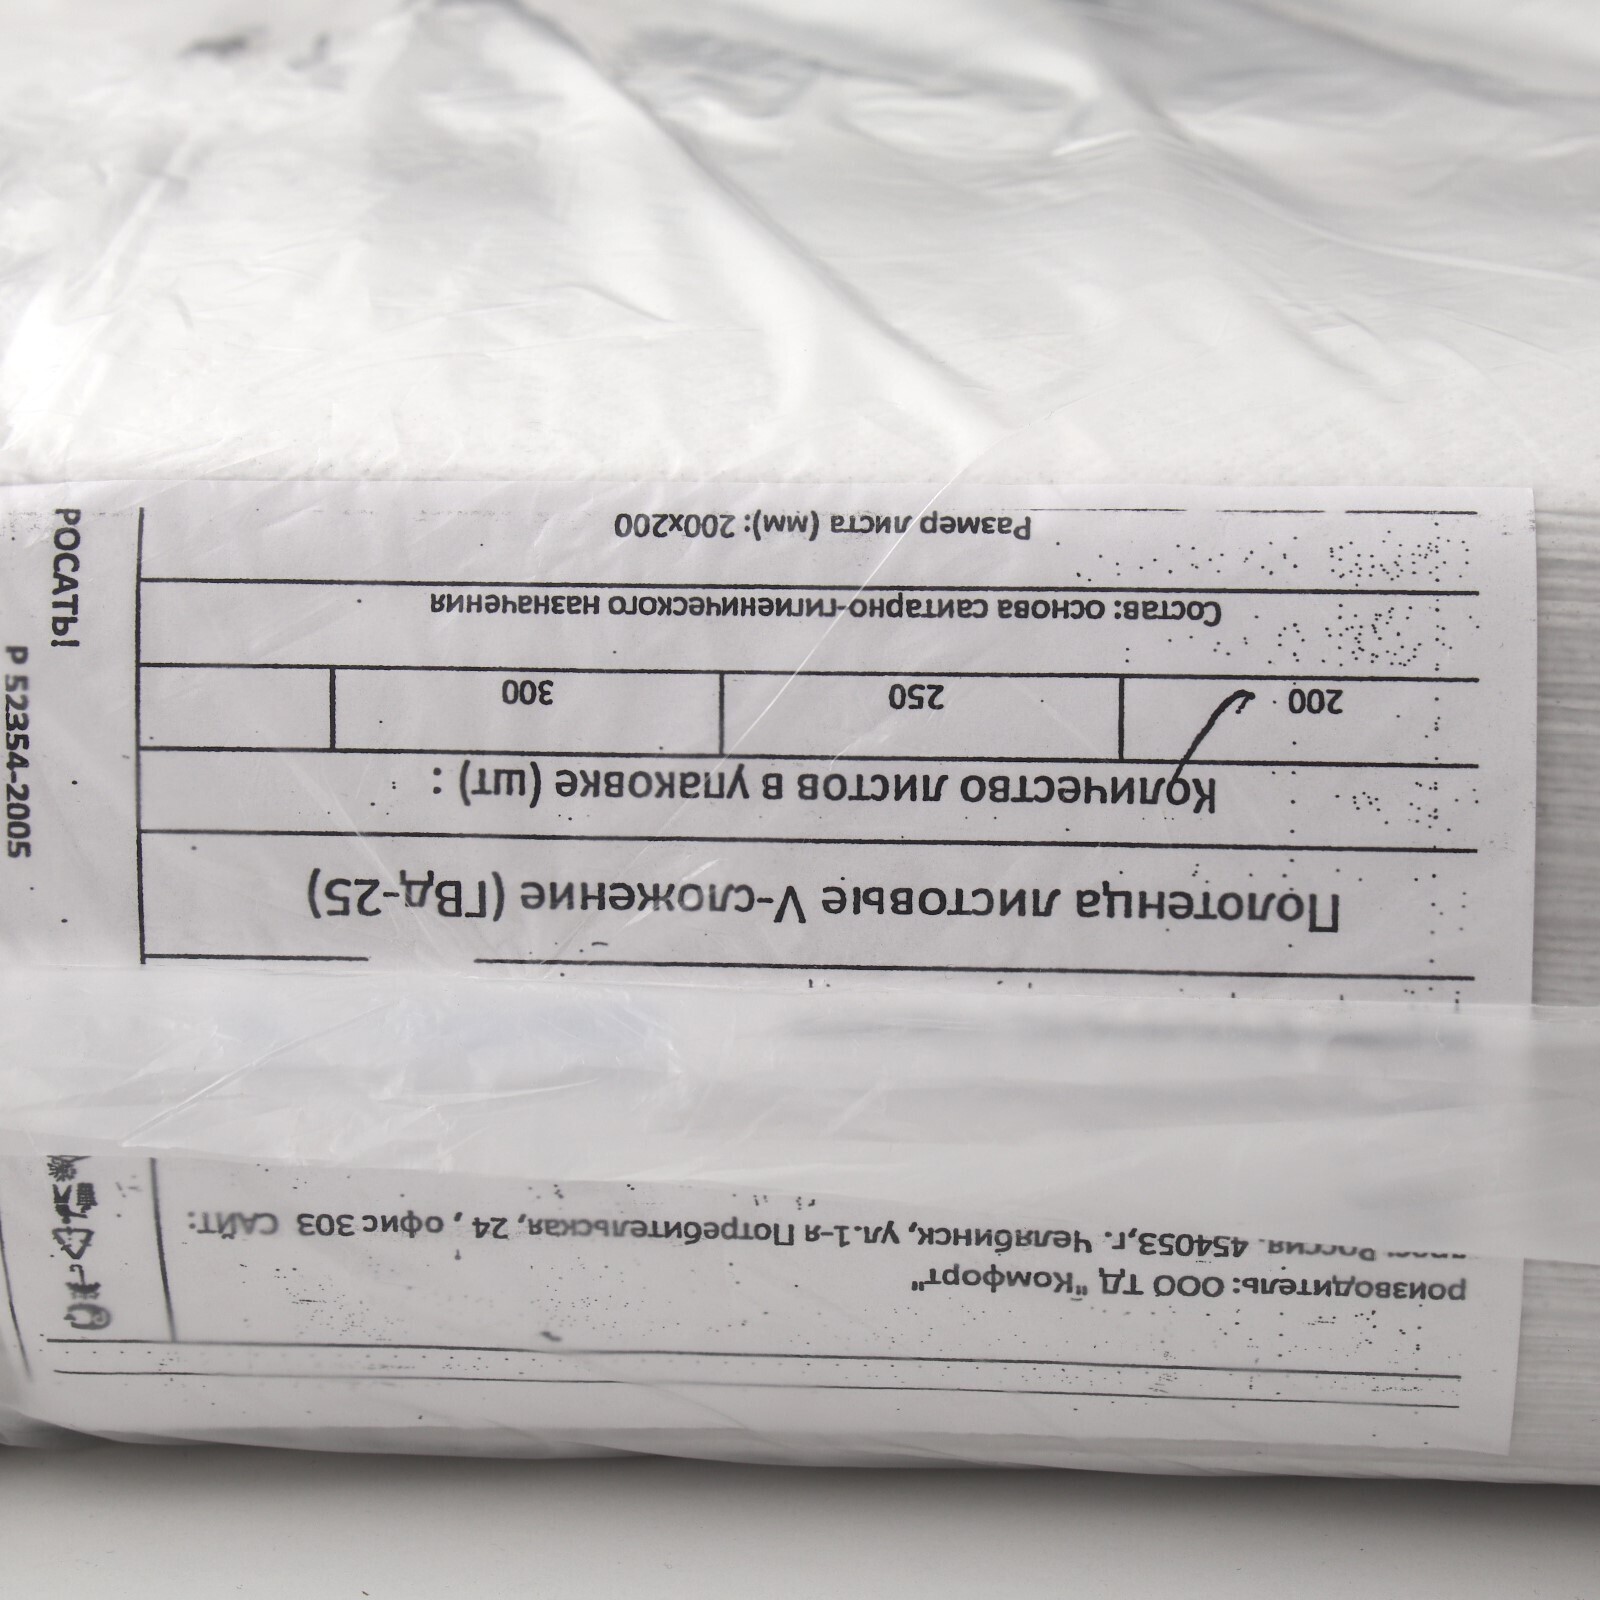 роизводитель: ООО ТД "Комфорт"
Россия. 454053,г. Челябинск, ул.1-я Потребительская, 24 , офис 303 САЙТ:
Полотенца листовые V-сложение (ГВд-25)
Количество листов в упаковке (шт) :
200 250 300
Состав: основа санитарно-гигиенического назначения
Размер листа (мм): 200х200
РОСАТЬ!
Р 52354-2005